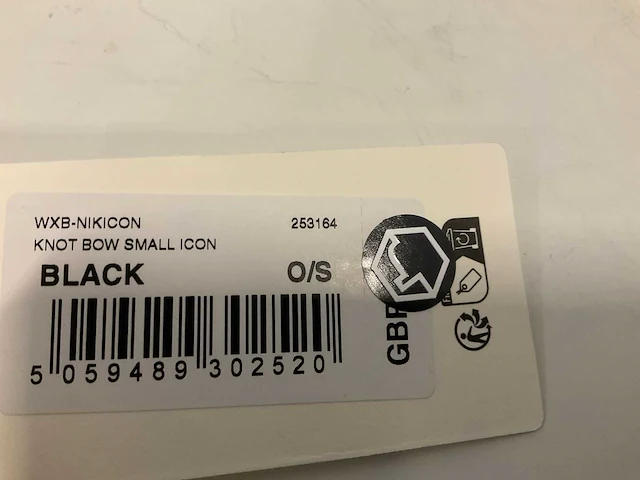 WXB-NIKICON 253164
KNOT BOW SMALL ICON
BLACK O/S
5 059489 302520
GBP